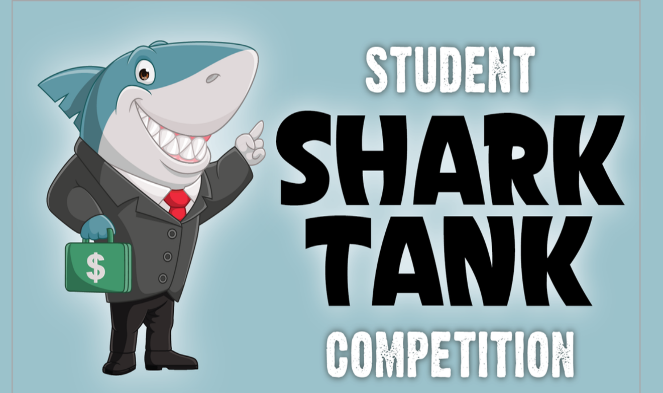 STUDENT
SHARK
TANK
COMPETITION
$